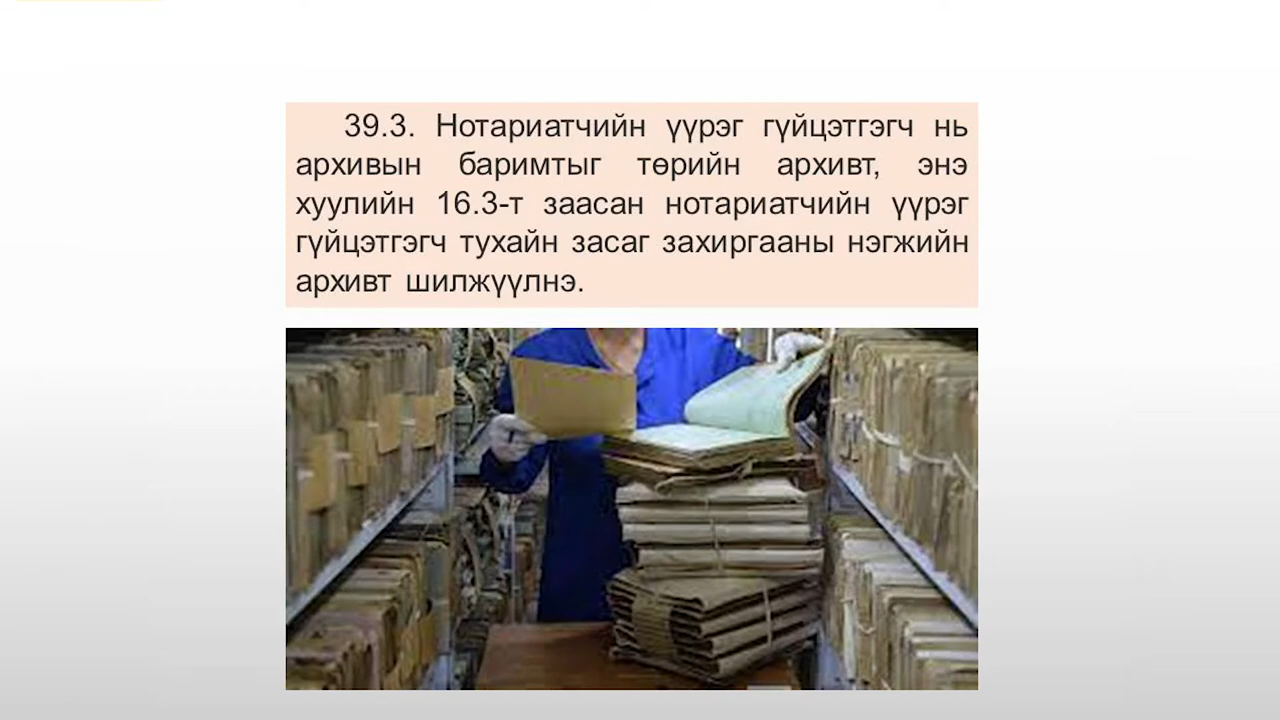 39.3. Нотариатчийн үүрэг гүйцэтгэгч нь
архивын баримтыг төрийн архивт, энэ
хуулийн 16.3-т заасан нотариатчийн үүрэг
гүйцэтгэгч тухайн засаг захиргааны нэгжийн
архивт шилжүүлнэ.